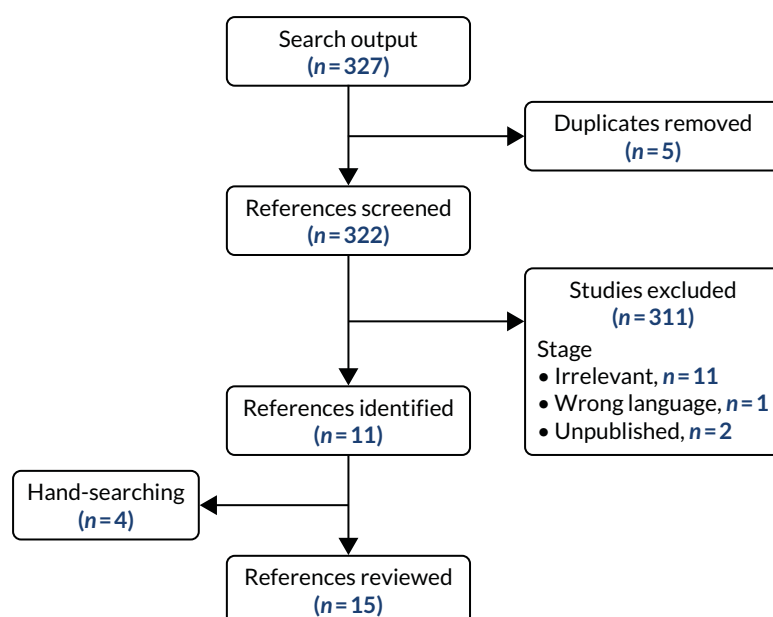 Search output
(n=327)
Duplicates removed
(n=5)
References screened
(n=322)
Studies excluded
(n=311)
Stage
• Irrelevant, n=11
• Wrong language, n=1
• Unpublished, n=2
References identified
(n=11)
Hand-searching
(n=4)
References reviewed
(n=15)